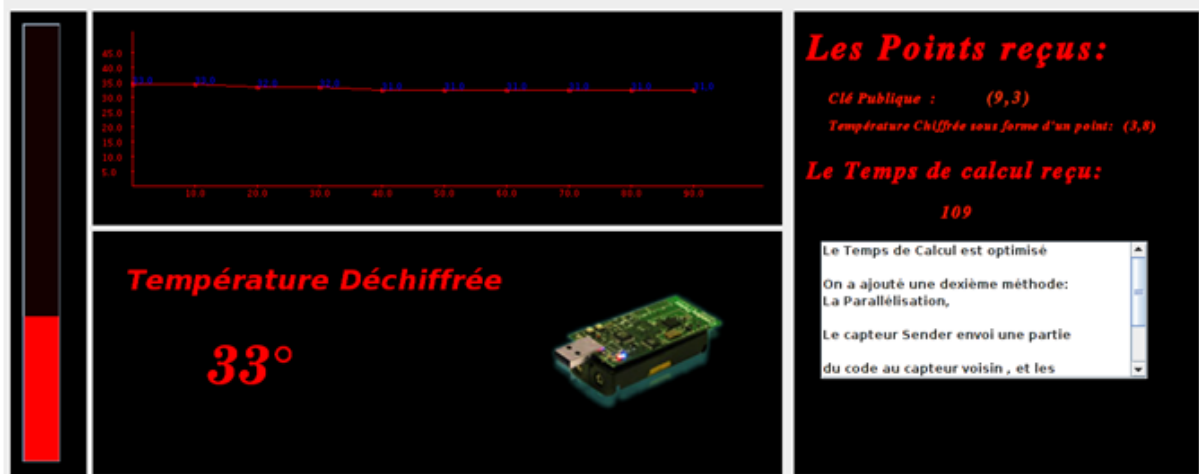 45.0
40.0
35.0
30.0
25.0
20.0
15.0
10.0
5.0
10.0 20.0 30.0 40.0 50.0 60.0 70.0 80.0 90.0
Température Déchiffrée
33°
Les Points reçus:
Clé Publique : (9,3)
Température Chiffrée sous forme d'un point: (3,8)
Le Temps de calcul reçu:
109
Le Temps de Calcul est optimisé
On a ajouté une dexième méthode:
La Parallélisation,
Le capteur Sender envoi une partie
du code au capteur voisin , et les